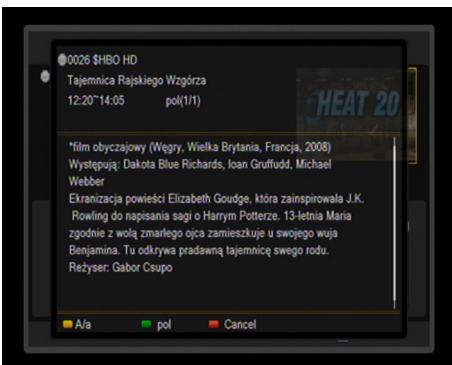 0026 $HBO HD
Tajemnica Rajskiego Wzgórza
12:20~14:05 pol(1/1)
HEAT 20
*film obyczajowy (Węgry, Wielka Brytania, Francja, 2008)
Występują: Dakota Blue Richards, Ioan Gruffudd, Michael
Webber
Ekranizacja powieści Elizabeth Goudge, która zainspirowała J.K.
Rowling do napisania sagi o Harrym Potterze. 13-letnia Maria
zgodnie z wolą zmarłego ojca zamieszkuje u swojego wuja
Benjamina. Tu odkrywa pradawną tajemnicę swego rodu.
Reżyser: Gabor Csupo
A/a pol Cancel